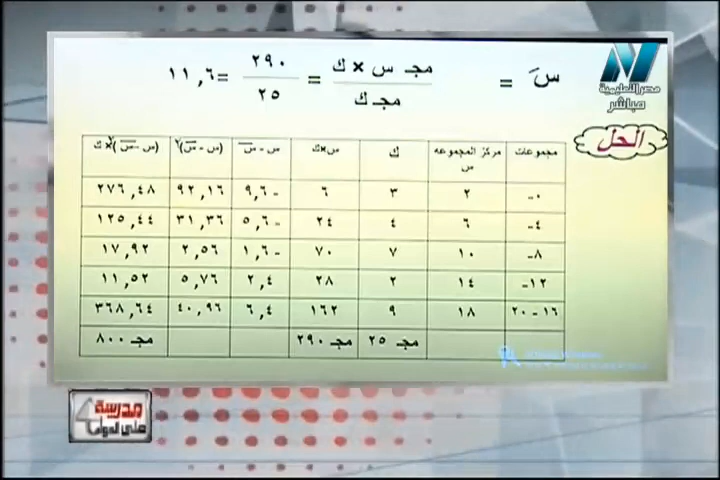 سَ = مجـ س × ك / مجـ ك = ٢٩٠ / ٢٥ = ١١,٦
مصر التعليمية
مباشر
الحل
مجموعات | مركز المجموعه س | ك | س×ك | س - س̅ | (س - س̅)٢ | (س - س̅)٢× ك
٠- | ٢ | ٣ | ٦ | - ٩,٦ | ٩٢,١٦ | ٢٧٦,٤٨
٤- | ٦ | ٤ | ٢٤ | - ٥,٦ | ٣١,٣٦ | ١٢٥,٤٤
٨- | ١٠ | ٧ | ٧٠ | - ١,٦ | ٢,٥٦ | ١٧,٩٢
١٢- | ١٤ | ٢ | ٢٨ | ٢,٤ | ٥,٧٦ | ١١,٥٢
١٦ - ٢٠ | ١٨ | ٩ | ١٦٢ | ٦,٤ | ٤٠,٩٦ | ٣٦٨,٦٤
مجـ ٢٥ | مجـ ٢٩٠ | مجـ ٨٠٠
مدرسة
على الهواء